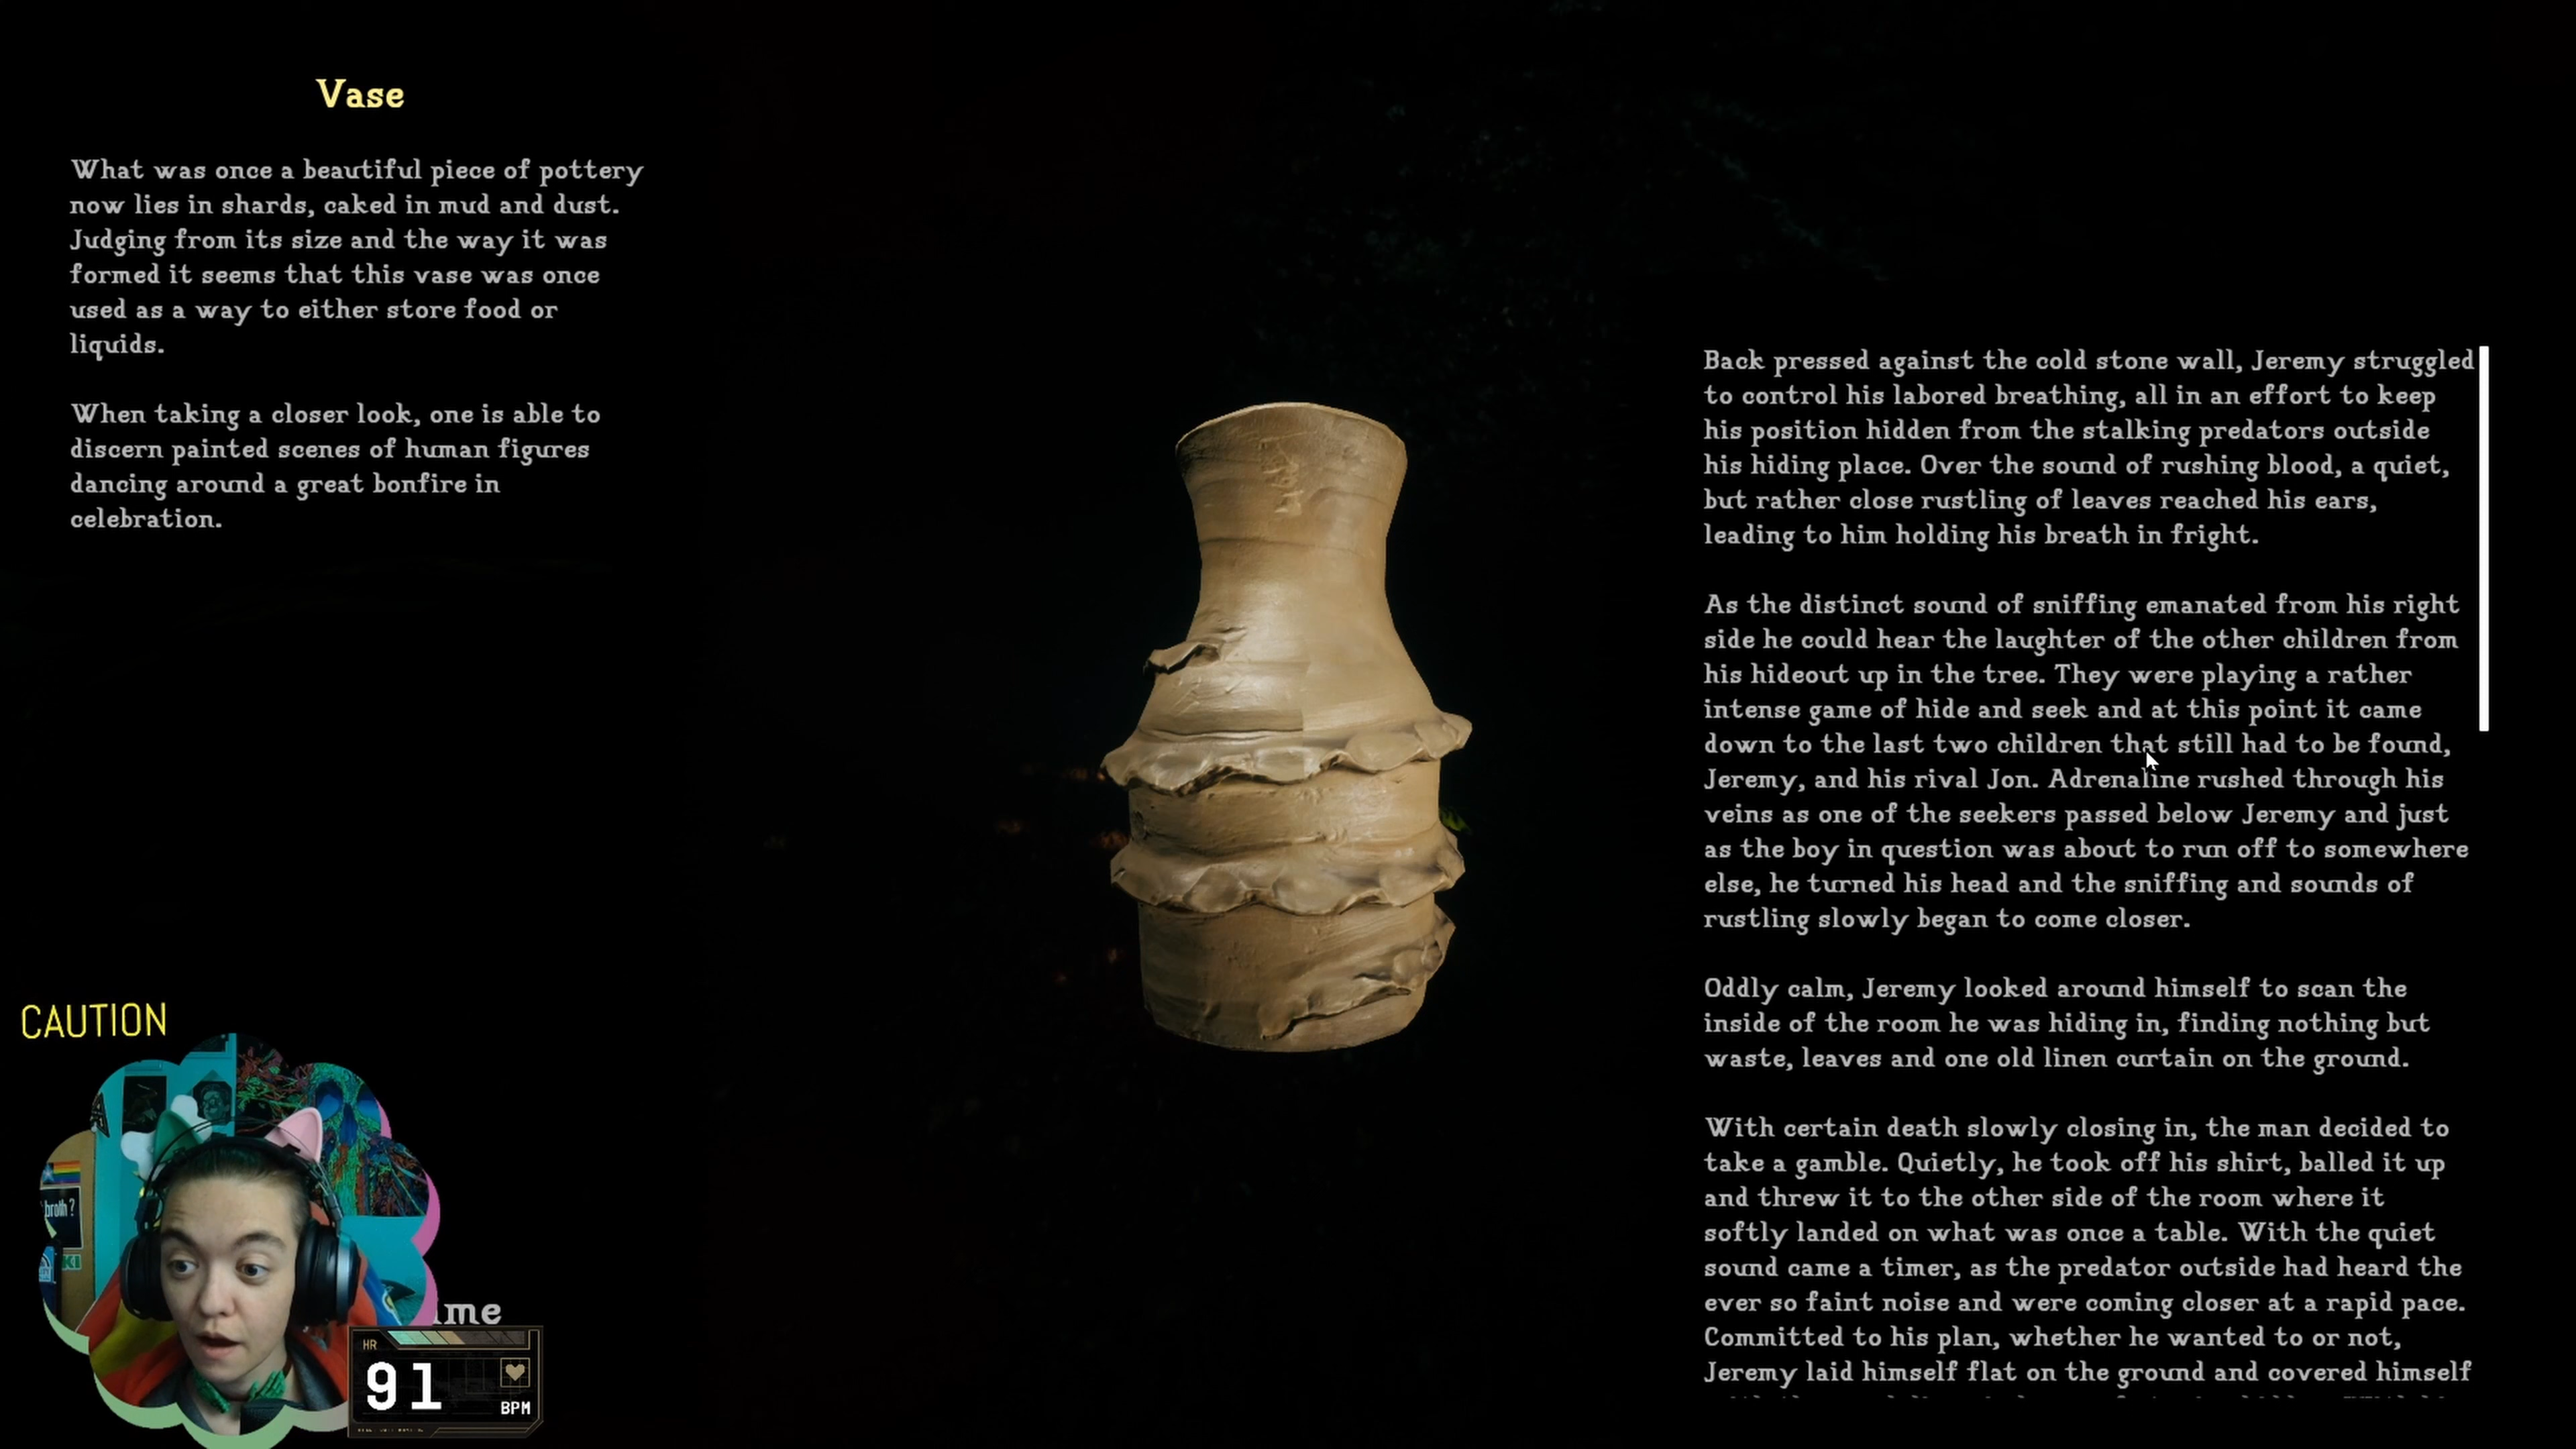 Vase
What was once a beautiful piece of pottery
now lies in shards, caked in mud and dust.
Judging from its size and the way it was
formed it seems that this vase was once
used as a way to either store food or
liquids.
When taking a closer look, one is able to
discern painted scenes of human figures
dancing around a great bonfire in
celebration.
Back pressed against the cold stone wall, Jeremy struggled
to control his labored breathing, all in an effort to keep
his position hidden from the stalking predators outside
his hiding place. Over the sound of rushing blood, a quiet,
but rather close rustling of leaves reached his ears,
leading to him holding his breath in fright.
As the distinct sound of sniffing emanated from his right
side he could hear the laughter of the other children from
his hideout up in the tree. They were playing a rather
intense game of hide and seek and at this point it came
down to the last two children that still had to be found,
Jeremy, and his rival Jon. Adrenaline rushed through his
veins as one of the seekers passed below Jeremy and just
as the boy in question was about to run off to somewhere
else, he turned his head and the sniffing and sounds of
rustling slowly began to come closer.
Oddly calm, Jeremy looked around himself to scan the
inside of the room he was hiding in, finding nothing but
waste, leaves and one old linen curtain on the ground.
With certain death slowly closing in, the man decided to
take a gamble. Quietly, he took off his shirt, balled it up
and threw it to the other side of the room where it
softly landed on what was once a table. With the quiet
sound came a timer, as the predator outside had heard the
ever so faint noise and were coming closer at a rapid pace.
Committed to his plan, whether he wanted to or not,
Jeremy laid himself flat on the ground and covered himself
CAUTION
broth?
HR
91
BPM